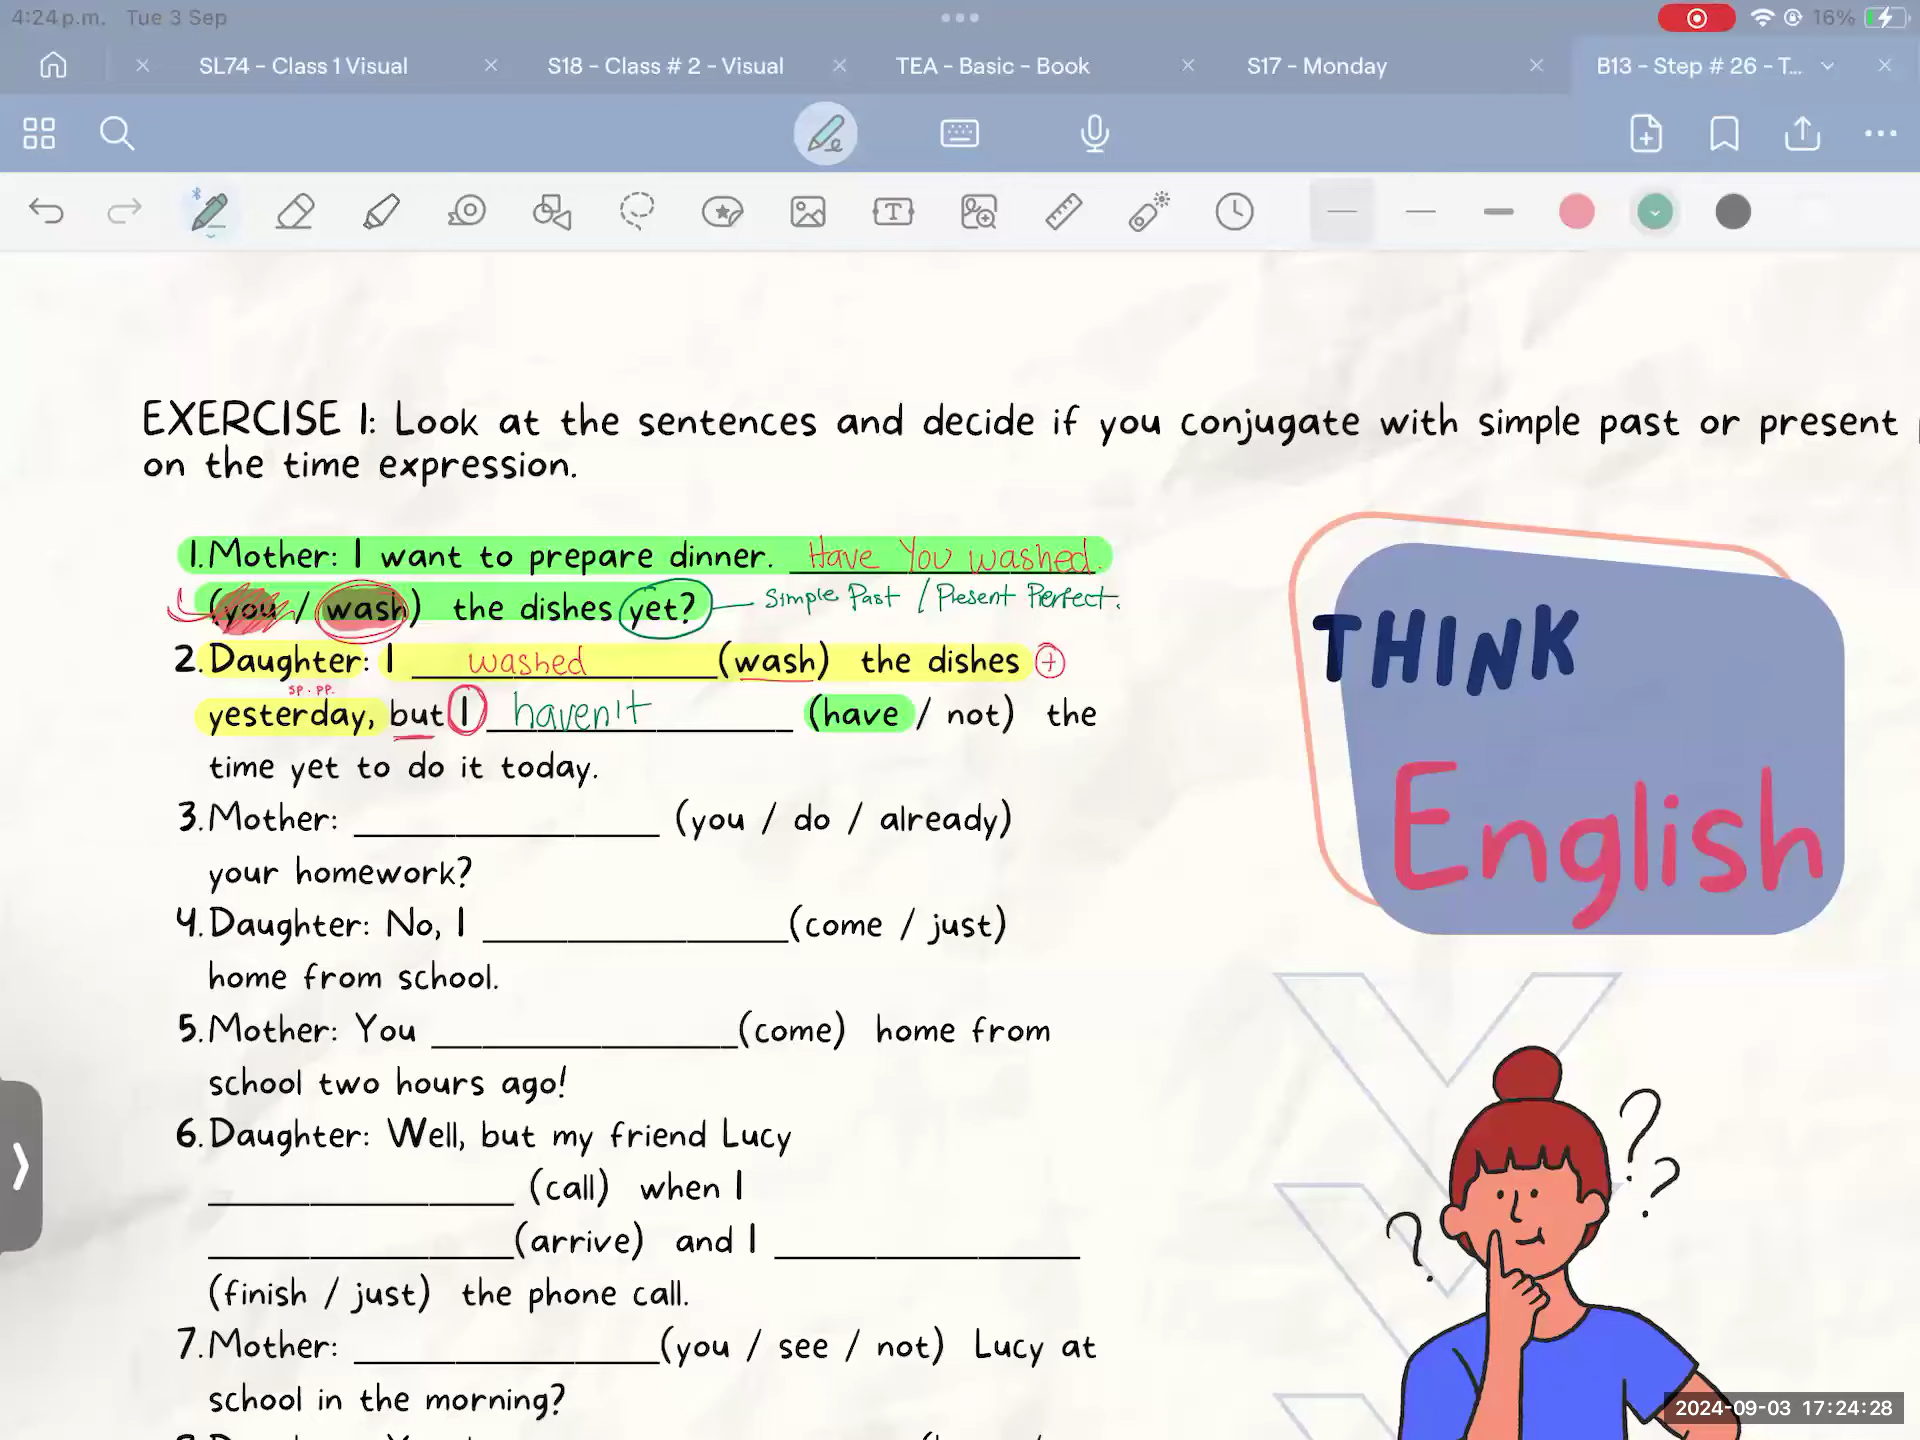 4:24 p.m. Tue 3 Sep
16%
SL74 - Class 1 Visual
S18 - Class # 2 - Visual
TEA - Basic - Book
S17 - Monday
B13 - Step # 26 - T...
EXERCISE 1: Look at the sentences and decide if you conjugate with simple past or present
on the time expression.
1. Mother: I want to prepare dinner. Have You washed.
(you / wash) the dishes yet? Simple Past / Present Perfect.
2. Daughter: I washed (wash) the dishes +
SP. PP.
yesterday, but I haven't (have / not) the
time yet to do it today.
3. Mother: ____ (you / do / already)
your homework?
4. Daughter: No, I ____ (come / just)
home from school.
5. Mother: You ____ (come) home from
school two hours ago!
6. Daughter: Well, but my friend Lucy
____ (call) when I
____ (arrive) and I ____
(finish / just) the phone call.
7. Mother: ____ (you / see / not) Lucy at
school in the morning?
THINK
English
? ? ?
2024-09-03 17:24:28